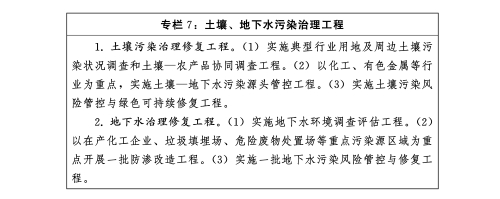 专栏 7：土壤、地下水污染治理工程
1. 土壤污染治理修复工程。（1）实施典型行业用地及周边土壤污
染状况调查和土壤—农产品协同调查工程。（2）以化工、有色金属等行
业为重点，实施土壤—地下水污染源头管控工程。（3）实施土壤污染风
险管控与绿色可持续修复工程。
2. 地下水治理修复工程。（1）实施地下水环境调查评估工程。（2）
以在产化工企业、垃圾填埋场、危险废物处置场等重点污染源区域为重
点开展一批防渗改造工程。（3）实施一批地下水污染风险管控与修复工
程。